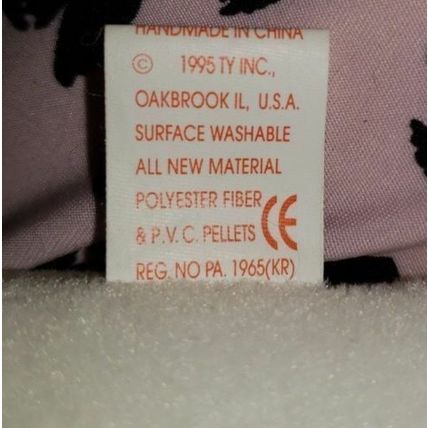 HANDMADE IN CHINA
© 1995 TY INC.,
OAKBROOK IL, U.S.A.
SURFACE WASHABLE
ALL NEW MATERIAL
POLYESTER FIBER
& P.V.C. PELLETS CE
REG. NO PA. 1965(KR)